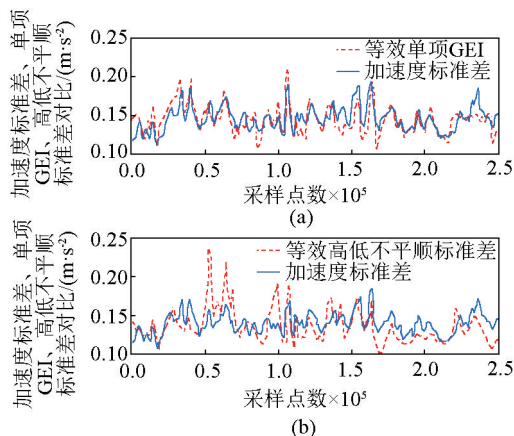 加速度标准差、单项
GEI、高低不平顺
标准差对比/(m·s⁻²)
0.25
0.20
0.15
0.10
等效单项GEI
加速度标准差
0.0 0.5 1.0 1.5 2.0 2.5
采样点数×10⁵
(a)
加速度标准差、单项
GEI、高低不平顺
标准差对比/(m·s⁻²)
0.25
0.20
0.15
0.10
等效高低不平顺标准差
加速度标准差
0.0 0.5 1.0 1.5 2.0 2.5
采样点数×10⁵
(b)